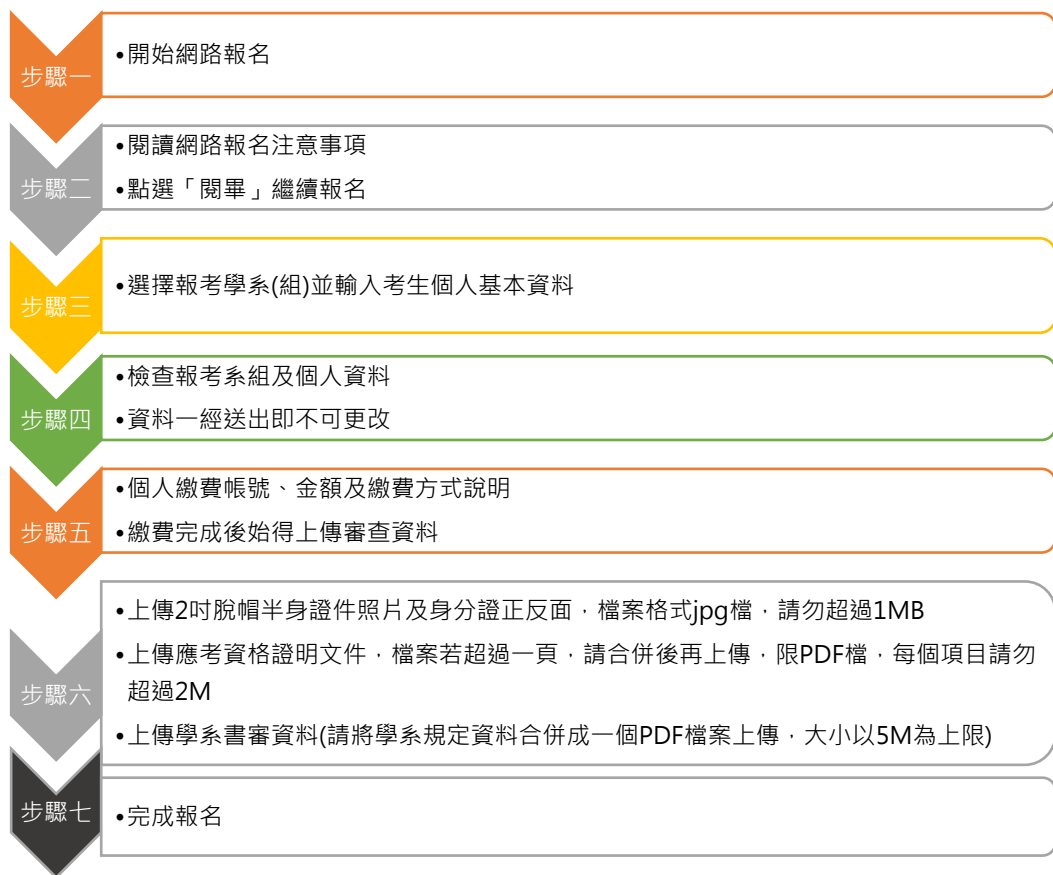 步驟一
•開始網路報名
步驟二
•閱讀網路報名注意事項
•點選「閱畢」繼續報名
步驟三
•選擇報考學系(組)並輸入考生個人基本資料
步驟四
•檢查報考系組及個人資料
•資料一經送出即不可更改
步驟五
•個人繳費帳號、金額及繳費方式說明
•繳費完成後始得上傳審查資料
步驟六
•上傳2吋脫帽半身證件照片及身分證正反面，檔案格式jpg檔，請勿超過1MB
•上傳應考資格證明文件，檔案若超過一頁，請合併後再上傳，限PDF檔，每個項目請勿
超過2M
•上傳學系書審資料(請將學系規定資料合併成一個PDF檔案上傳，大小以5M為上限)
步驟七
•完成報名